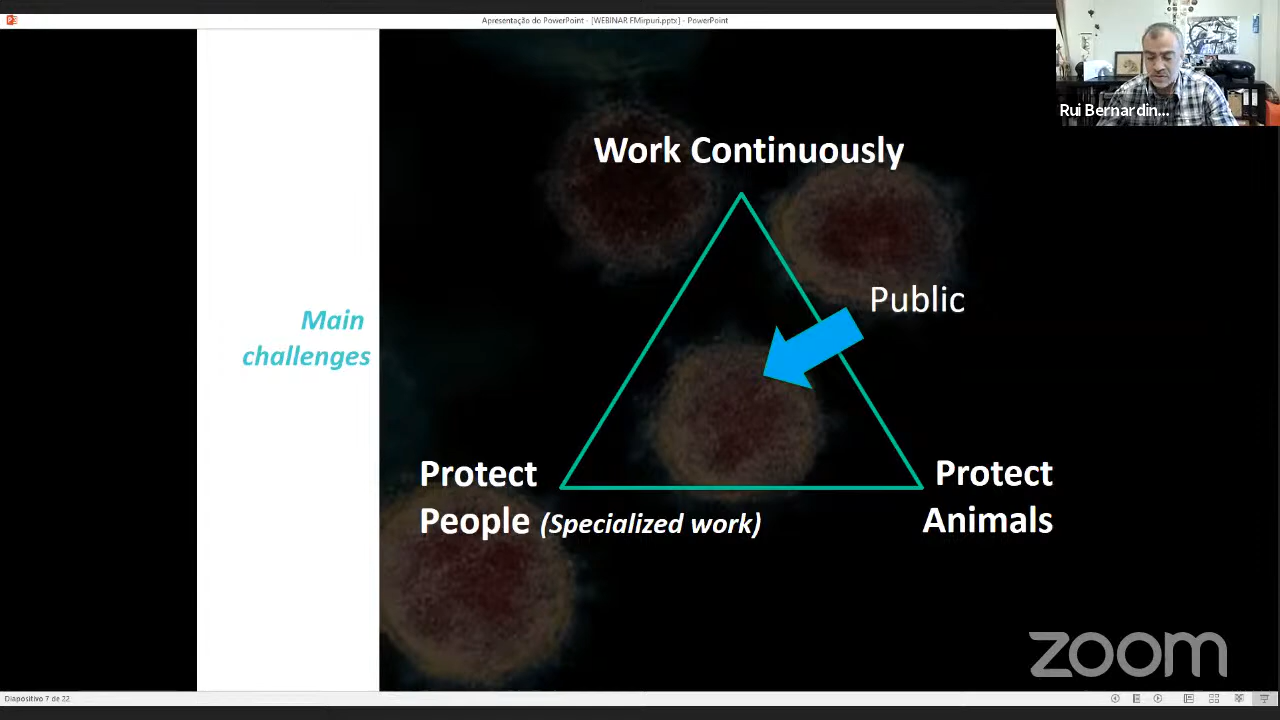 Apresentação do PowerPoint - [WEBINAR FMirpuri.pptx] - PowerPoint
Rui Bernardin...
Work Continuously
Public
Main
challenges
Protect
People (Specialized work)
Protect
Animals
zoom
Diapositivo 7 de 22